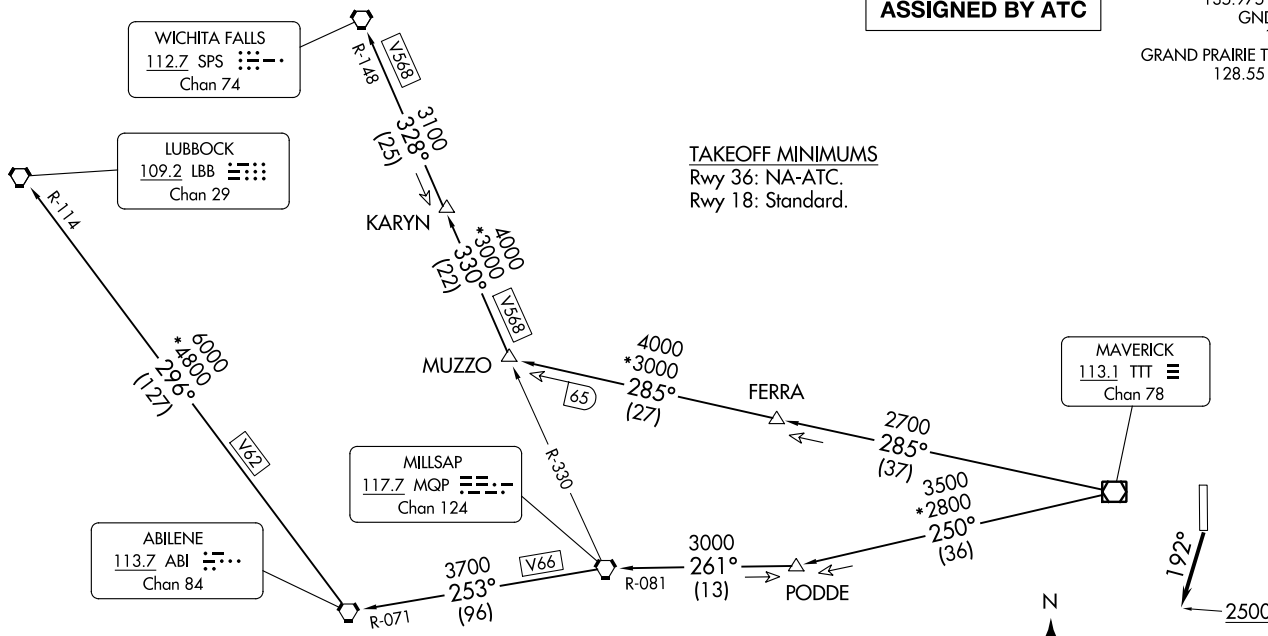 ASSIGNED BY ATC
GND
GRAND PRAIRIE T
128.55
WICHITA FALLS
112.7 SPS
Chan 74
R-148
V568
3100
328°
(25)
LUBBOCK
109.2 LBB
Chan 29
R-114
TAKEOFF MINIMUMS
Rwy 36: NA-ATC.
Rwy 18: Standard.
KARYN
4000
*3000
330°
(22)
V568
6000
*4800
296°
(127)
V62
MUZZO
4000
*3000
285°
(27)
65
FERRA
MAVERICK
113.1 TTT
Chan 78
2700
285°
(37)
R-330
MILLSAP
117.7 MQP
Chan 124
3500
*2800
250°
(36)
ABILENE
113.7 ABI
Chan 84
3700
253°
(96)
V66
R-071
R-081
3000
261°
(13)
PODDE
192°
2500
N